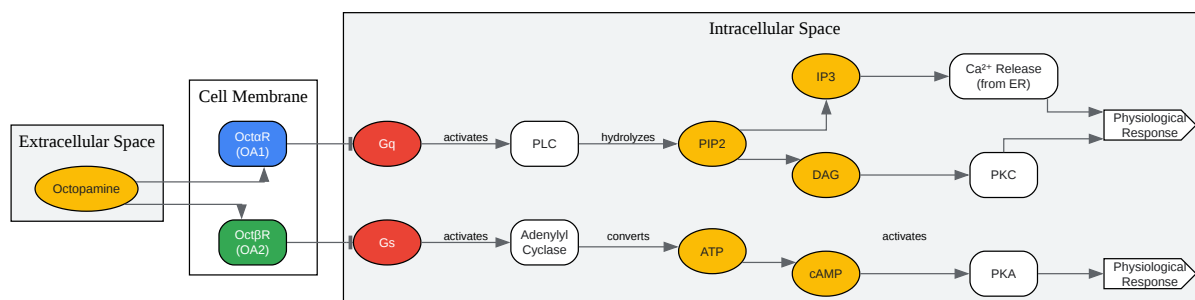 Intracellular Space
Cell Membrane
Extracellular Space
Octopamine
OctαR
(OA1)
OctβR
(OA2)
Gq
activates
PLC
hydrolyzes
PIP2
IP3
Ca²⁺ Release
(from ER)
DAG
PKC
Physiological
Response
Gs
activates
Adenylyl
Cyclase
converts
ATP
cAMP
activates
PKA
Physiological
Response